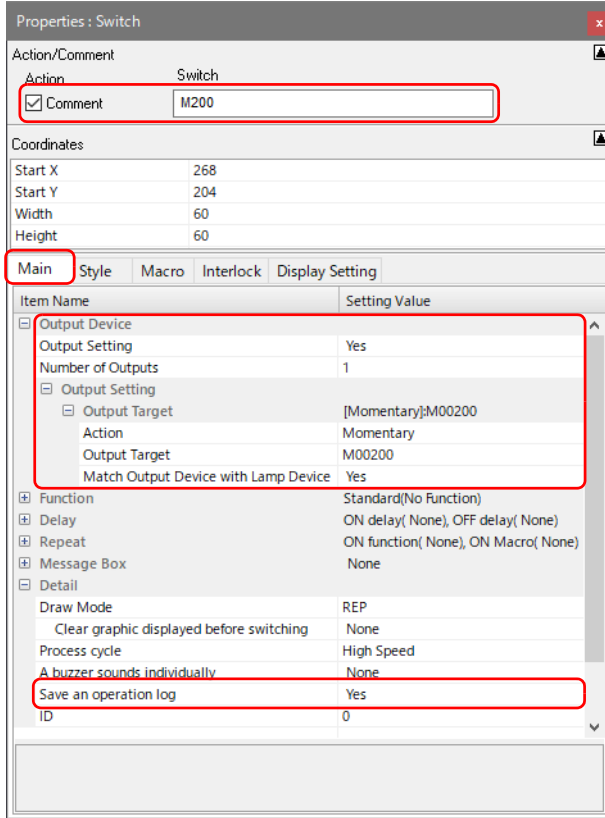 Properties : Switch x
Action/Comment
Action Switch
Comment M200
Coordinates
Start X 268
Start Y 204
Width 60
Height 60
Main Style Macro Interlock Display Setting
Item Name Setting Value
Output Device
Output Setting Yes
Number of Outputs 1
Output Setting
Output Target [Momentary]:M00200
Action Momentary
Output Target M00200
Match Output Device with Lamp Device Yes
Function Standard(No Function)
Delay ON delay( None), OFF delay( None)
Repeat ON function( None), ON Macro( None)
Message Box None
Detail
Draw Mode REP
Clear graphic displayed before switching None
Process cycle High Speed
A buzzer sounds individually None
Save an operation log Yes
ID 0